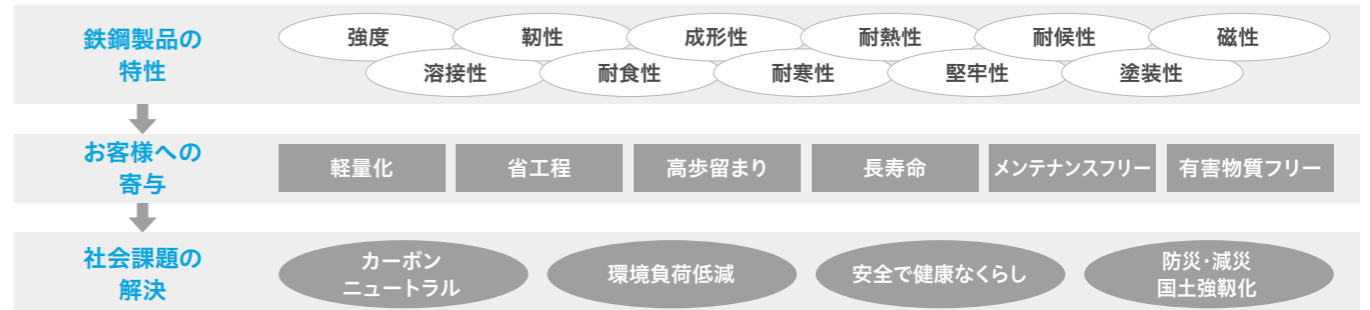 鉄鋼製品の
特性
強度
靭性
成形性
耐熱性
耐候性
磁性
溶接性
耐食性
耐寒性
堅牢性
塗装性
お客様への
寄与
軽量化
省工程
高歩留まり
長寿命
メンテナンスフリー
有害物質フリー
社会課題の
解決
カーボン
ニュートラル
環境負荷低減
安全で健康なくらし
防災・減災
国土強靱化